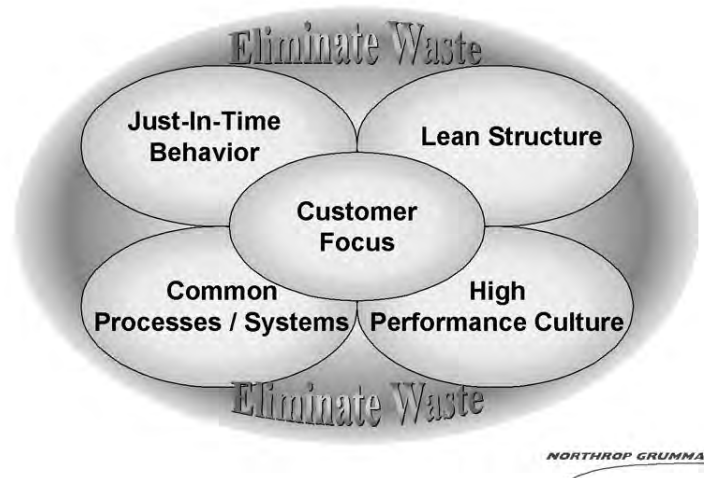 Eliminate Waste
Just-In-Time
Behavior
Lean Structure
Customer
Focus
Common
Processes / Systems
High
Performance Culture
Eliminate Waste
NORTHROP GRUMMA